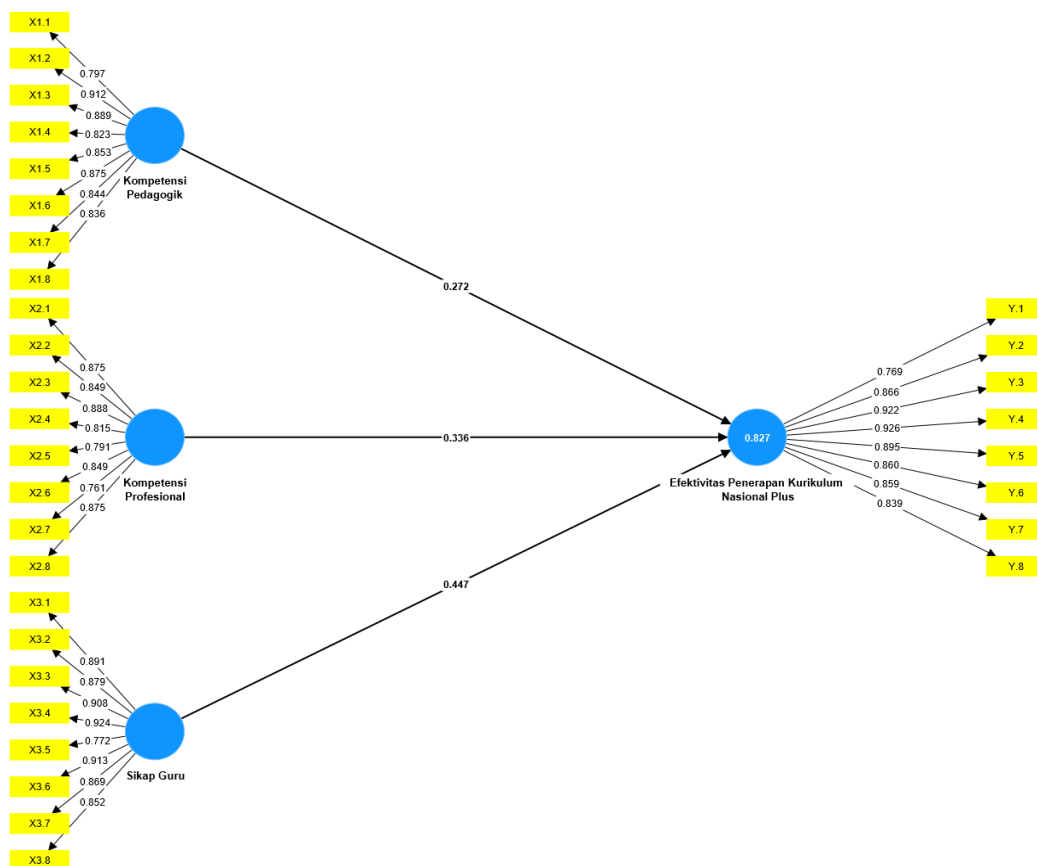 X1.1
X1.2
X1.3
X1.4
X1.5
X1.6
X1.7
X1.8
0.797
0.912
0.889
0.823
0.853
0.875
0.844
0.836
Kompetensi
Pedagogik
0.272
X2.1
X2.2
X2.3
X2.4
X2.5
X2.6
X2.7
X2.8
0.875
0.849
0.888
0.815
0.791
0.849
0.761
0.875
Kompetensi
Profesional
0.336
X3.1
X3.2
X3.3
X3.4
X3.5
X3.6
X3.7
X3.8
0.891
0.879
0.908
0.924
0.772
0.913
0.869
0.852
Sikap Guru
0.447
0.827
Efektivitas Penerapan Kurikulum
Nasional Plus
0.769
0.866
0.922
0.926
0.895
0.860
0.859
0.839
Y.1
Y.2
Y.3
Y.4
Y.5
Y.6
Y.7
Y.8